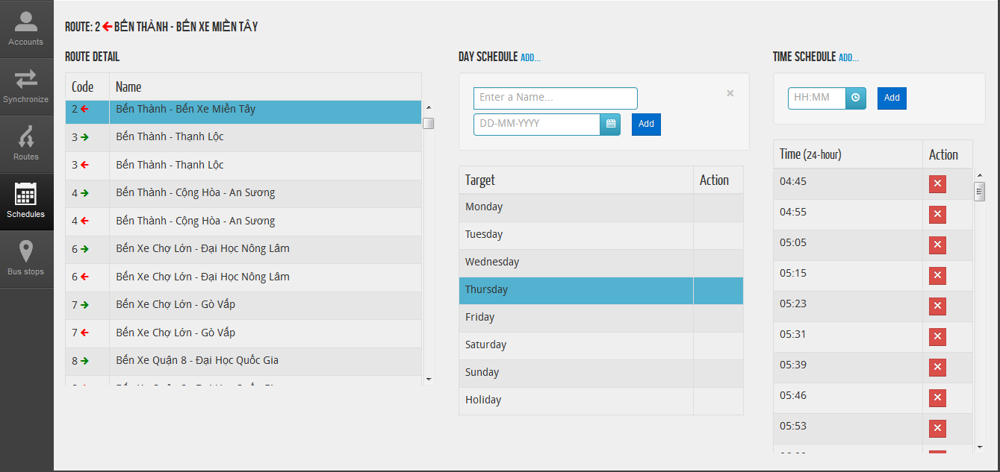 Accounts
Synchronize
Routes
Schedules
Bus stops
ROUTE: 2 BẾN THÀNH - BẾN XE MIỀN TÂY
ROUTE DETAIL
Code Name
2 Bến Thành - Bến Xe Miền Tây
3 Bến Thành - Thạnh Lộc
3 Bến Thành - Thạnh Lộc
4 Bến Thành - Cộng Hòa - An Sương
4 Bến Thành - Cộng Hòa - An Sương
6 Bến Xe Chợ Lớn - Đại Học Nông Lâm
6 Bến Xe Chợ Lớn - Đại Học Nông Lâm
7 Bến Xe Chợ Lớn - Gò Vấp
7 Bến Xe Chợ Lớn - Gò Vấp
8 Bến Xe Quận 8 - Đại Học Quốc Gia
DAY SCHEDULE ADD...
Enter a Name...
DD-MM-YYYY Add
Target Action
Monday
Tuesday
Wednesday
Thursday
Friday
Saturday
Sunday
Holiday
TIME SCHEDULE ADD...
HH:MM Add
Time (24-hour) Action
04:45
04:55
05:05
05:15
05:23
05:31
05:39
05:46
05:53